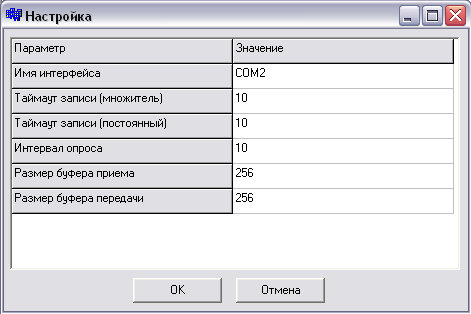 Настройка
Параметр Значение
Имя интерфейса COM2
Таймаут записи (множитель) 10
Таймаут записи (постоянный) 10
Интервал опроса 10
Размер буфера приема 256
Размер буфера передачи 256
OK Отмена